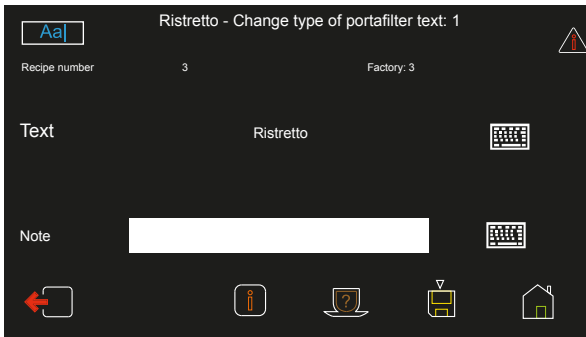 Aa
Ristretto - Change type of portafilter text: 1
Recipe number 3 Factory: 3
Text Ristretto
Note
i
?